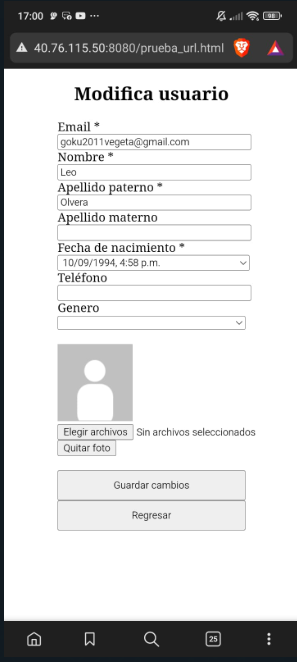 17:00
98
40.76.115.50:8080/prueba_url.html
Modifica usuario
Email *
goku2011vegeta@gmail.com
Nombre *
Leo
Apellido paterno *
Olvera
Apellido materno
Fecha de nacimiento *
10/09/1994, 4:58 p.m.
Teléfono
Genero
Elegir archivos Sin archivos seleccionados
Quitar foto
Guardar cambios
Regresar
25